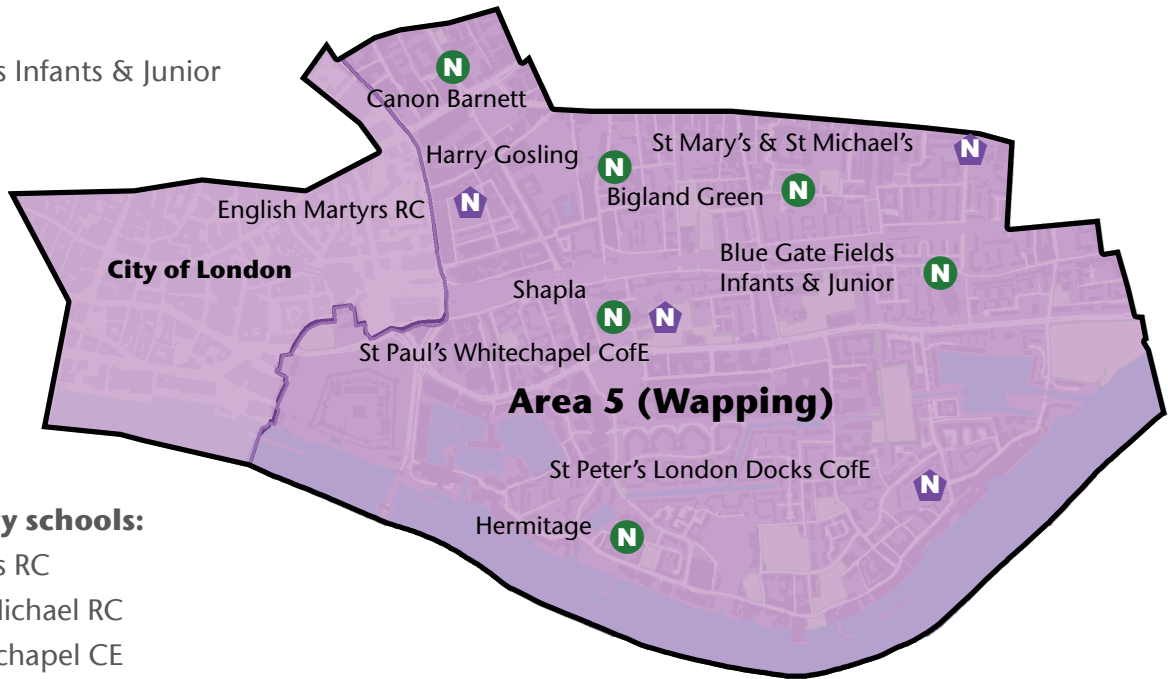 s Infants & Junior
N
Canon Barnett
St Mary's & St Michael's
N
Harry Gosling
N
Bigland Green
N
English Martyrs RC
N
City of London
Blue Gate Fields
Infants & Junior
N
Shapla
N
N
St Paul's Whitechapel CofE
Area 5 (Wapping)
St Peter's London Docks CofE
N
Hermitage
N
y schools:
s RC
ichael RC
chapel CE